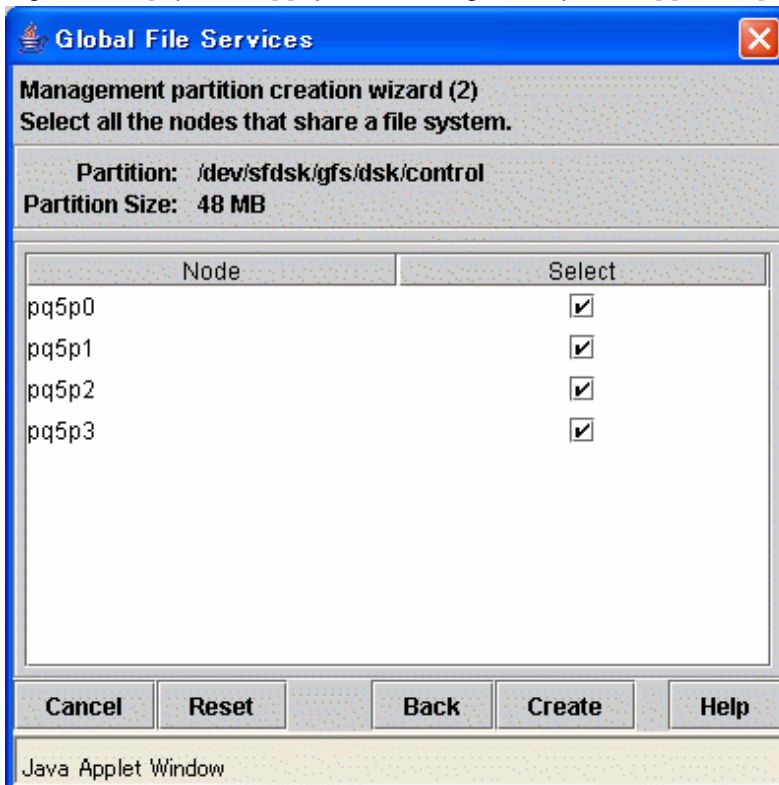 Global File Services
Management partition creation wizard (2)
Select all the nodes that share a file system.
Partition: /dev/sfdsk/gfs/dsk/control
Partition Size: 48 MB
Node Select
pq5p0
pq5p1
pq5p2
pq5p3
Cancel Reset Back Create Help
Java Applet Window